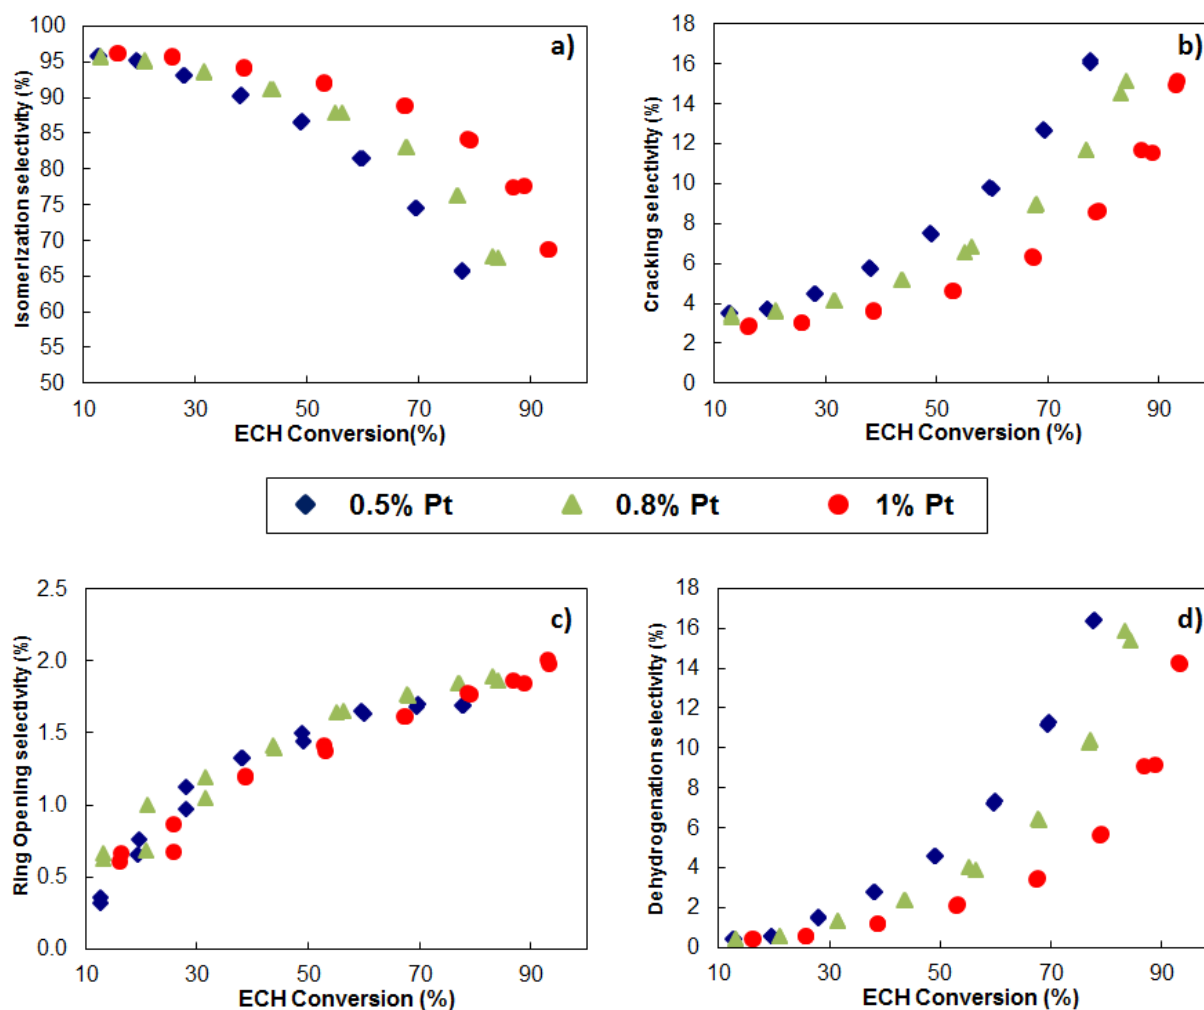 a)
Isomerization selectivity (%)
100
95
90
85
80
75
70
65
60
55
50
10 30 50 70 90
ECH Conversion(%)
b)
Cracking selectivity (%)
18
16
14
12
10
8
6
4
2
0
10 30 50 70 90
ECH Conversion (%)
0.5% Pt 0.8% Pt 1% Pt
c)
Ring Opening selectivity (%)
2.5
2.0
1.5
1.0
0.5
0.0
10 30 50 70 90
ECH Conversion (%)
d)
Dehydrogenation selectivity (%)
18
16
14
12
10
8
6
4
2
0
10 30 50 70 90
ECH Conversion (%)